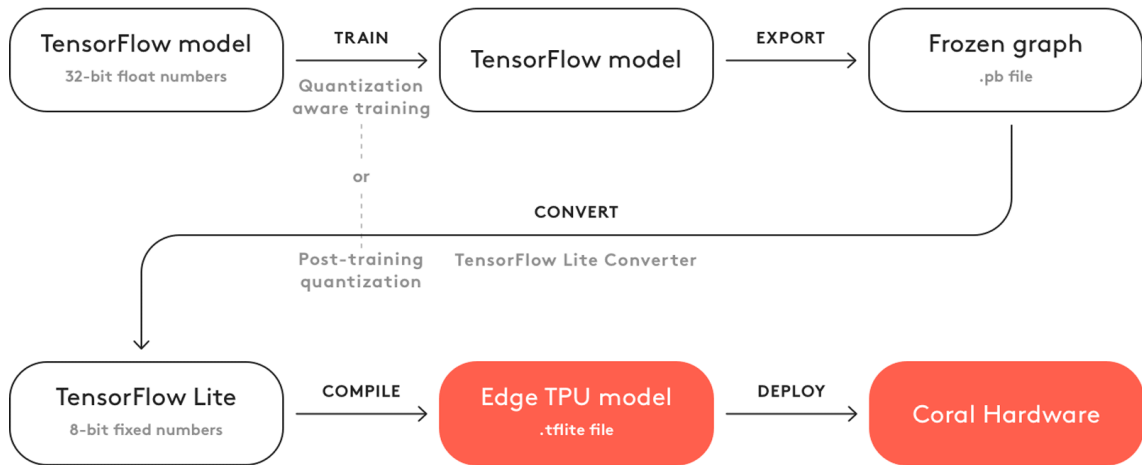 TensorFlow model
32-bit float numbers
TRAIN
Quantization
aware training
or
Post-training
quantization
TensorFlow model
EXPORT
Frozen graph
.pb file
CONVERT
TensorFlow Lite Converter
TensorFlow Lite
8-bit fixed numbers
COMPILE
Edge TPU model
.tflite file
DEPLOY
Coral Hardware